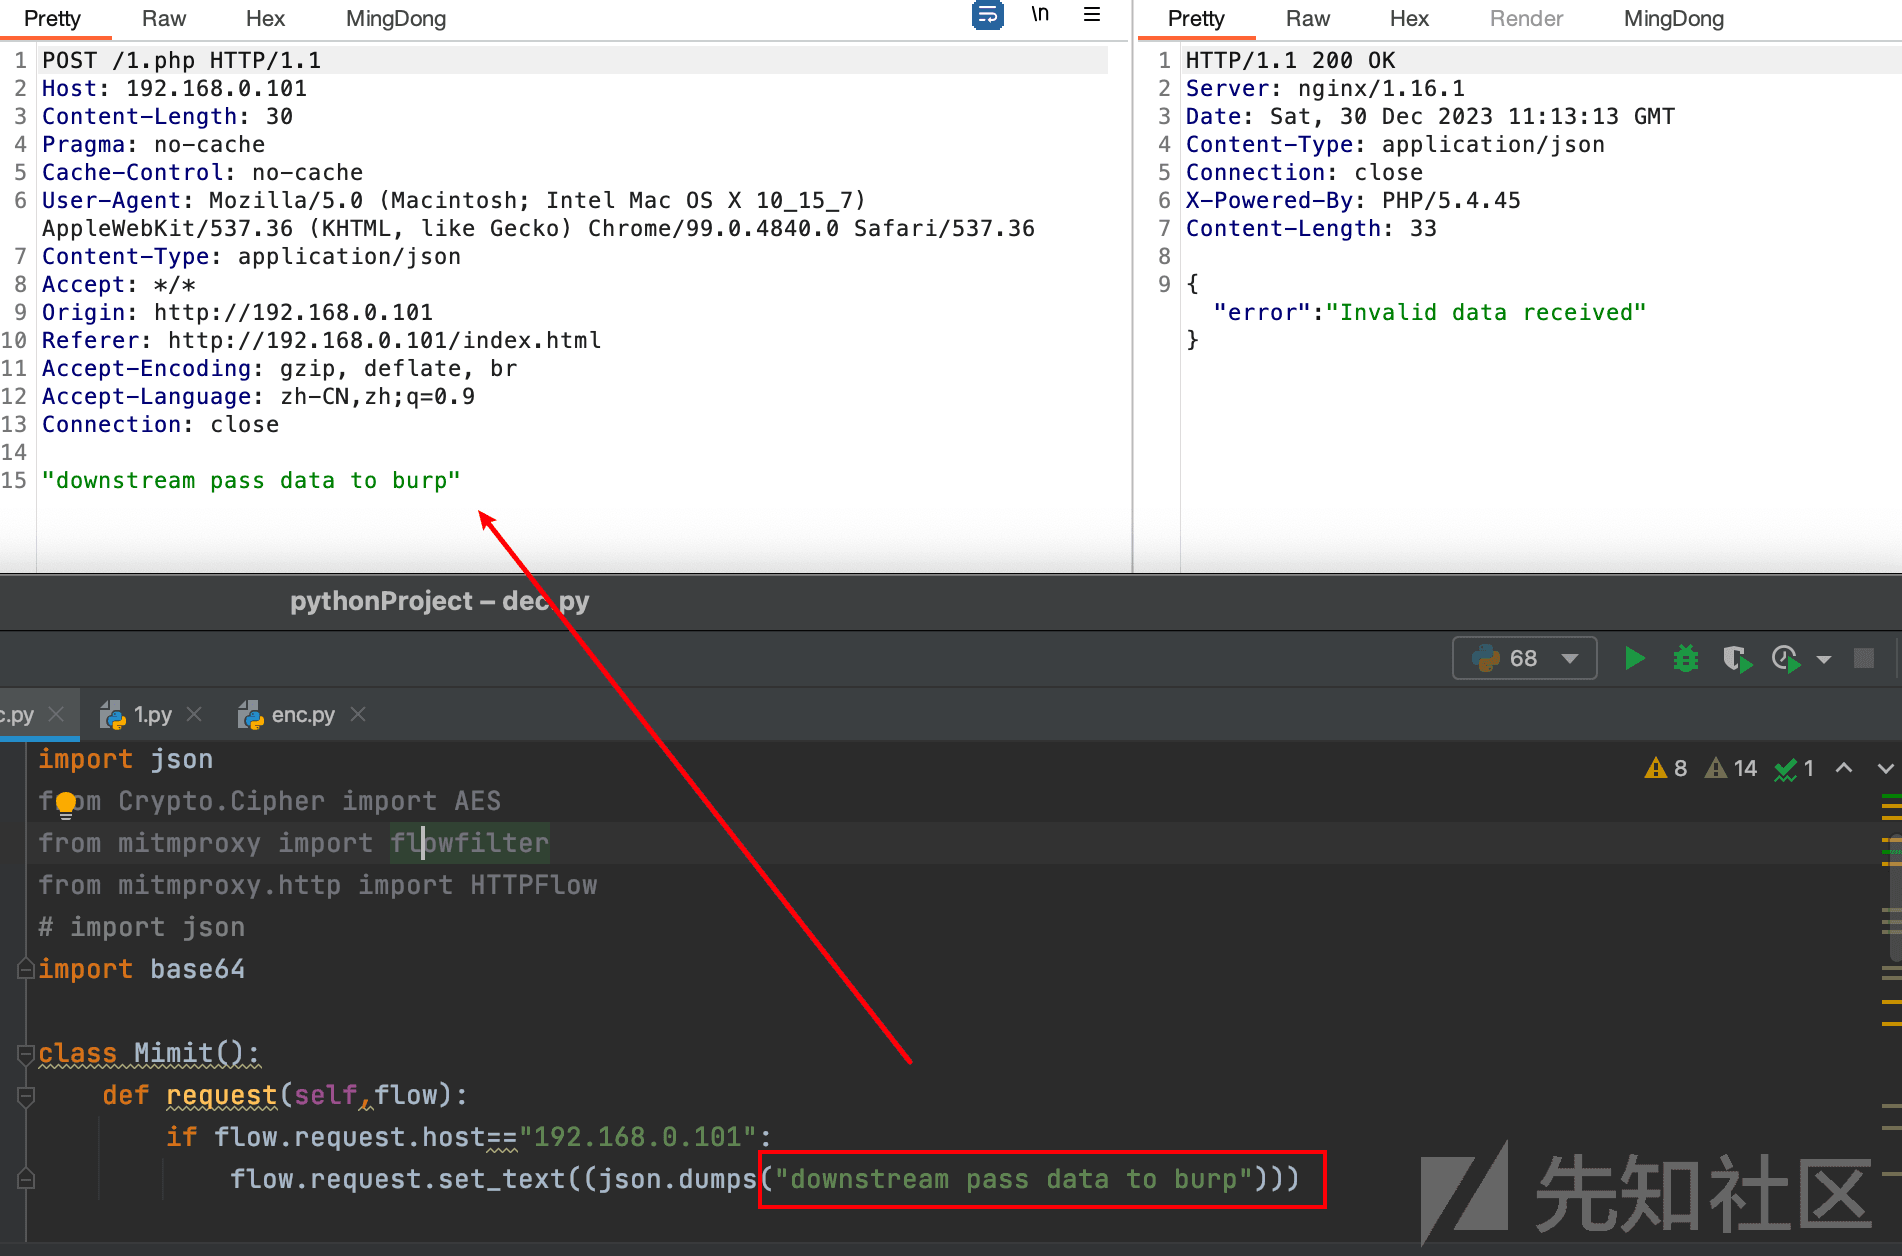 Pretty Raw Hex MingDong \n
1 POST /1.php HTTP/1.1
2 Host: 192.168.0.101
3 Content-Length: 30
4 Pragma: no-cache
5 Cache-Control: no-cache
6 User-Agent: Mozilla/5.0 (Macintosh; Intel Mac OS X 10_15_7)
AppleWebKit/537.36 (KHTML, like Gecko) Chrome/99.0.4840.0 Safari/537.36
7 Content-Type: application/json
8 Accept: */*
9 Origin: http://192.168.0.101
10 Referer: http://192.168.0.101/index.html
11 Accept-Encoding: gzip, deflate, br
12 Accept-Language: zh-CN,zh;q=0.9
13 Connection: close
14
15 "downstream pass data to burp"
Pretty Raw Hex Render MingDong
1 HTTP/1.1 200 OK
2 Server: nginx/1.16.1
3 Date: Sat, 30 Dec 2023 11:13:13 GMT
4 Content-Type: application/json
5 Connection: close
6 X-Powered-By: PHP/5.4.45
7 Content-Length: 33
8
9 {
"error":"Invalid data received"
}
pythonProject – dec.py
68
c.py 1.py enc.py
8 14 1
import json
from Crypto.Cipher import AES
from mitmproxy import flowfilter
from mitmproxy.http import HTTPFlow
# import json
import base64
class Mimit():
def request(self,flow):
if flow.request.host=="192.168.0.101":
flow.request.set_text((json.dumps("downstream pass data to burp")))
先知社区